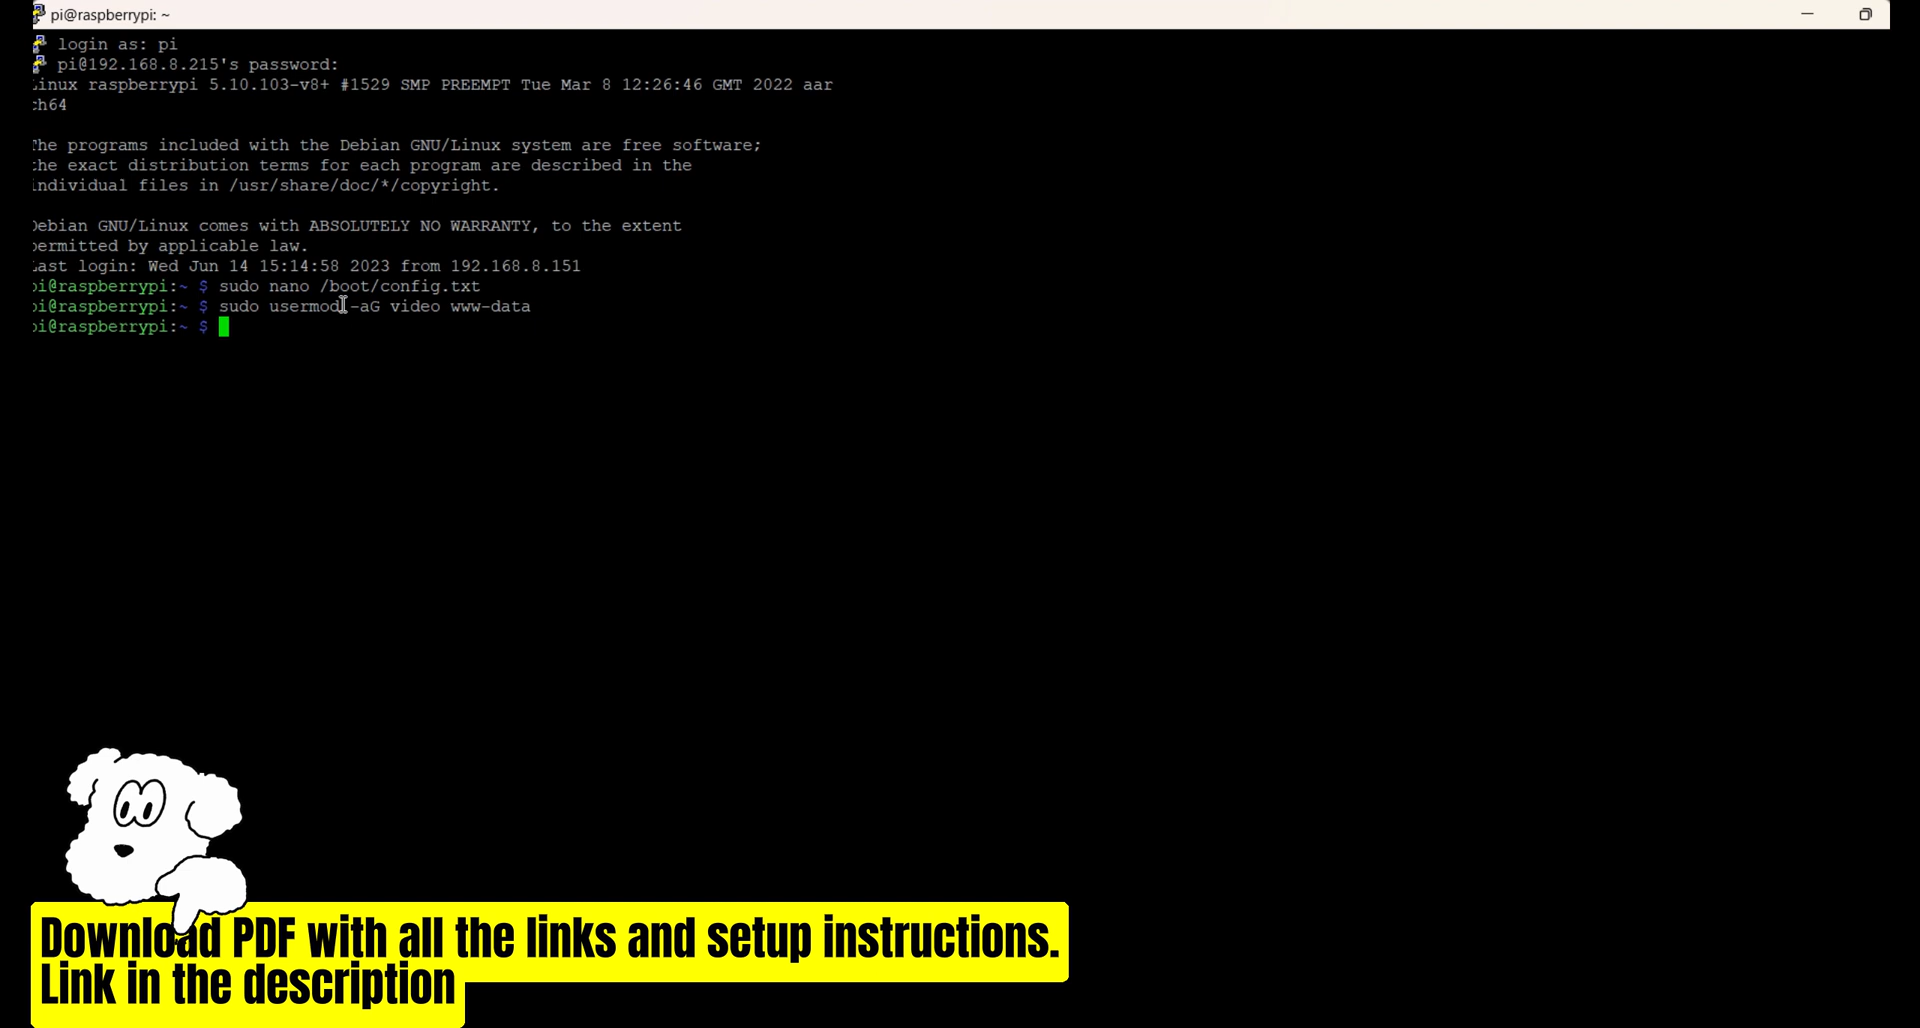 pi@raspberrypi: ~
login as: pi
pi@192.168.8.215's password:
Linux raspberrypi 5.10.103-v8+ #1529 SMP PREEMPT Tue Mar 8 12:26:46 GMT 2022 aar
ch64
The programs included with the Debian GNU/Linux system are free software;
the exact distribution terms for each program are described in the
individual files in /usr/share/doc/*/copyright.
Debian GNU/Linux comes with ABSOLUTELY NO WARRANTY, to the extent
permitted by applicable law.
Last login: Wed Jun 14 15:14:58 2023 from 192.168.8.151
pi@raspberrypi:~ $ sudo nano /boot/config.txt
pi@raspberrypi:~ $ sudo usermod -aG video www-data
pi@raspberrypi:~ $
Download PDF with all the links and setup instructions.
Link in the description